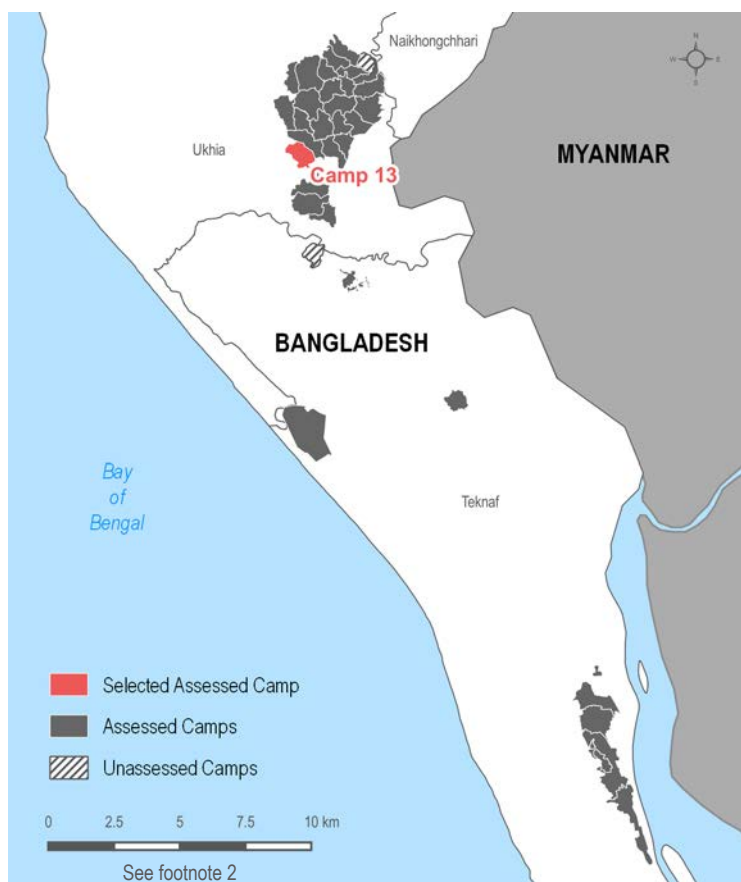 Naikhongchhari
N
W E
S
Ukhia
MYANMAR
Camp 13
BANGLADESH
Bay
of
Bengal
Teknaf
Selected Assessed Camp
Assessed Camps
Unassessed Camps
0 2.5 5 7.5 10 km
See footnote 2